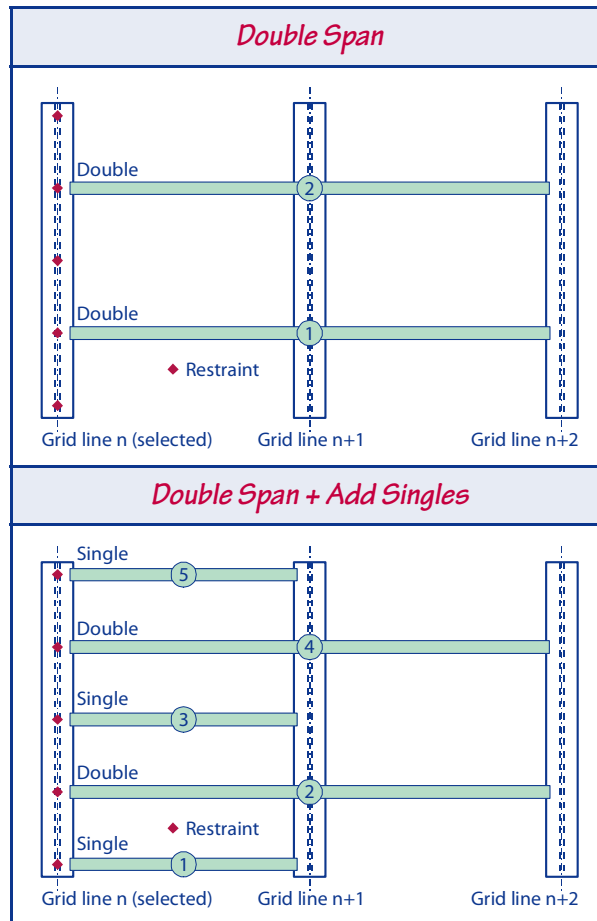 Double Span
Double
2
Double
1
Restraint
Grid line n (selected)
Grid line n+1
Grid line n+2
Double Span + Add Singles
Single
5
Double
4
Single
3
Double
2
Restraint
Single
1
Grid line n (selected)
Grid line n+1
Grid line n+2